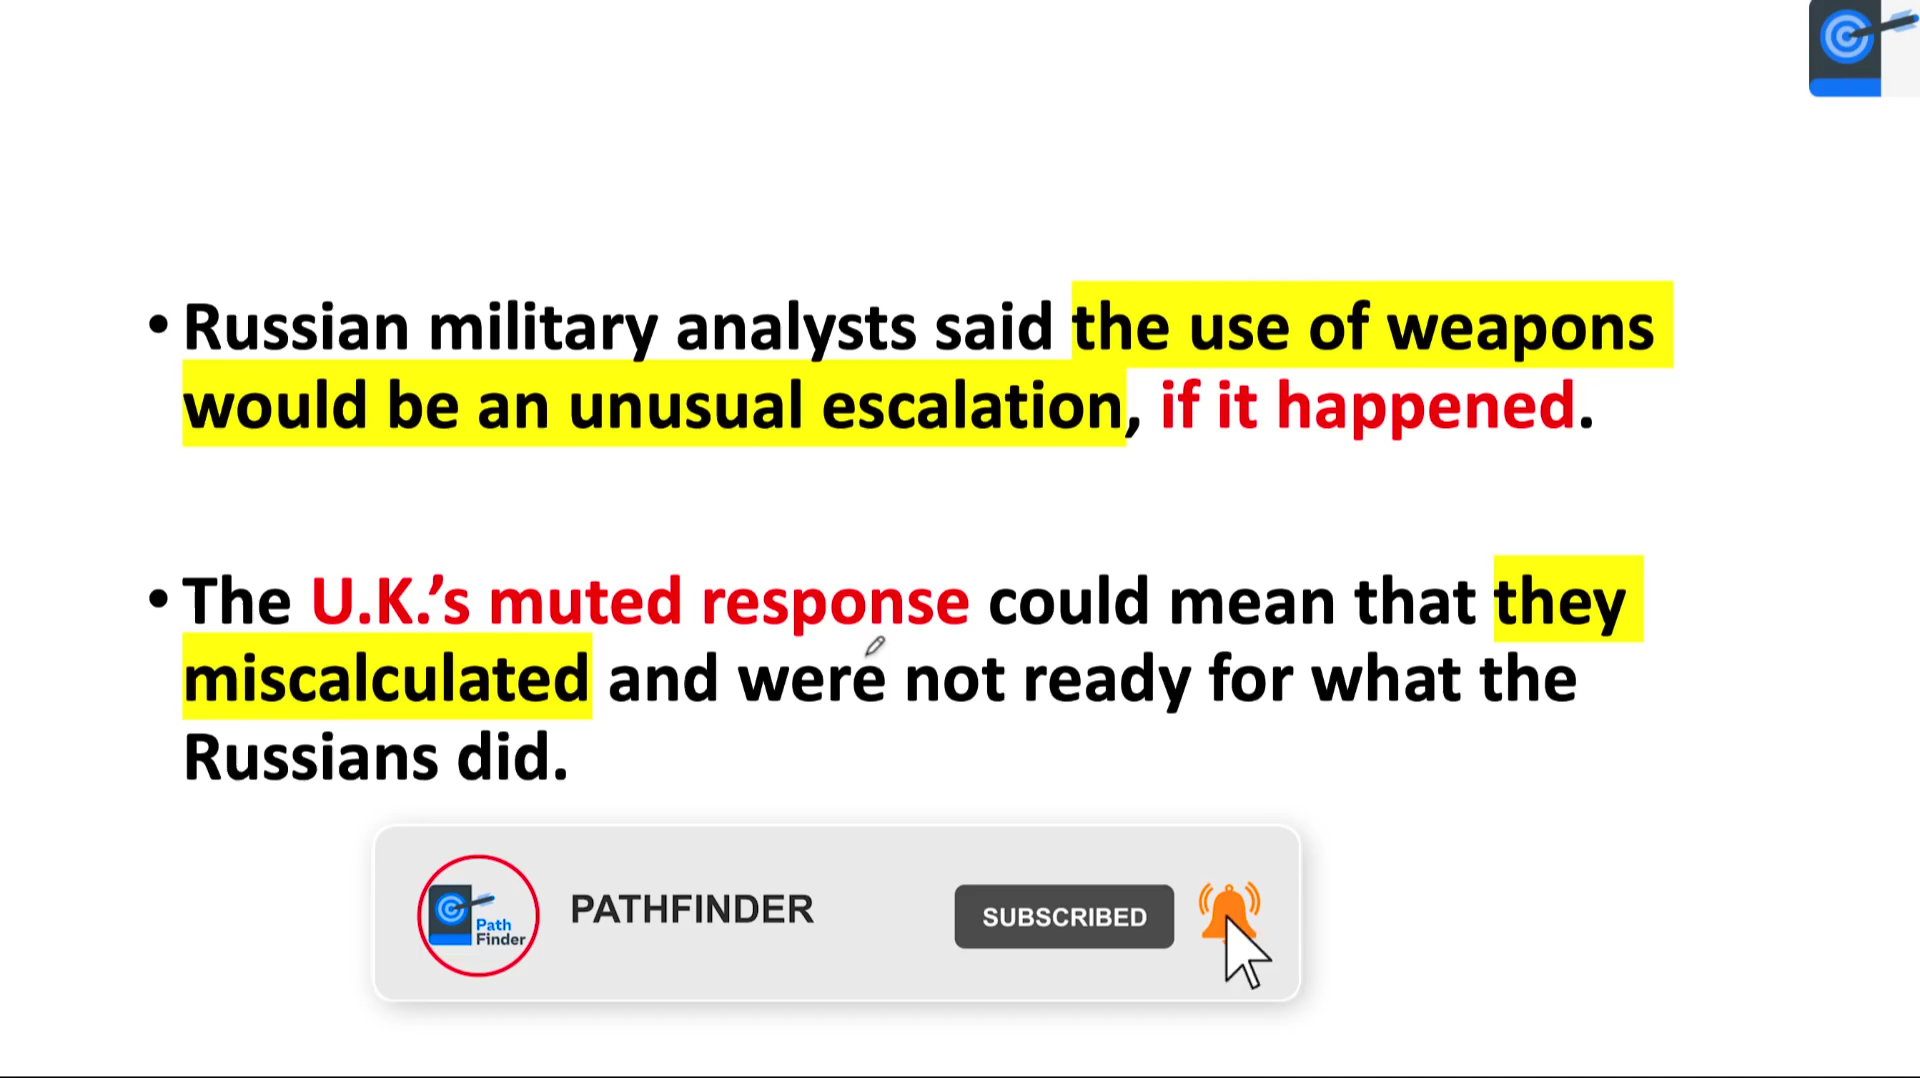 • Russian military analysts said the use of weapons
would be an unusual escalation, if it happened.
• The U.K.’s muted response could mean that they
miscalculated and were not ready for what the
Russians did.
Path
Finder
PATHFINDER
SUBSCRIBED